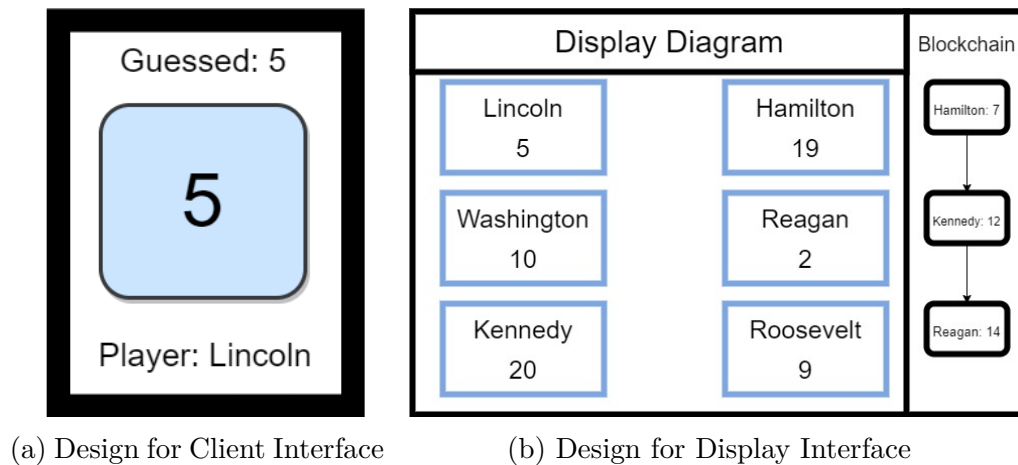 Guessed: 5
5
Player: Lincoln
(a) Design for Client Interface
Display Diagram
Lincoln
5
Hamilton
19
Washington
10
Reagan
2
Kennedy
20
Roosevelt
9
Blockchain
Hamilton: 7
Kennedy: 12
Reagan: 14
(b) Design for Display Interface